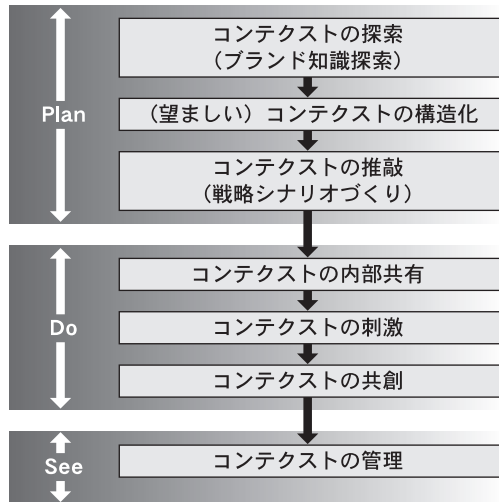 Plan
コンテクストの探索
(ブランド知識探索)
(望ましい)コンテクストの構造化
コンテクストの推敲
(戦略シナリオづくり)
Do
コンテクストの内部共有
コンテクストの刺激
コンテクストの共創
See
コンテクストの管理